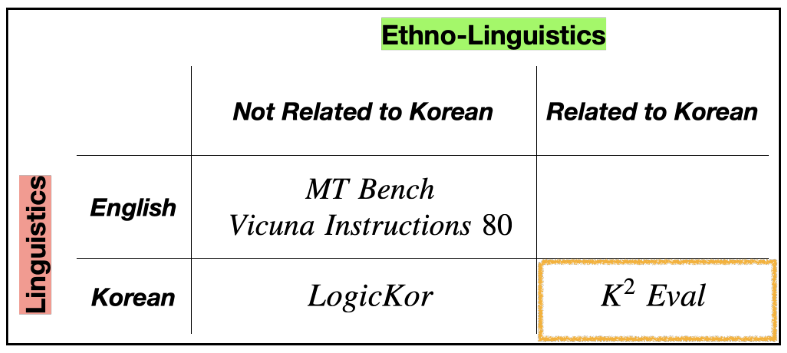 Ethno-Linguistics
Not Related to Korean Related to Korean
Linguistics
English
MT Bench
Vicuna Instructions 80
Korean LogicKor K² Eval